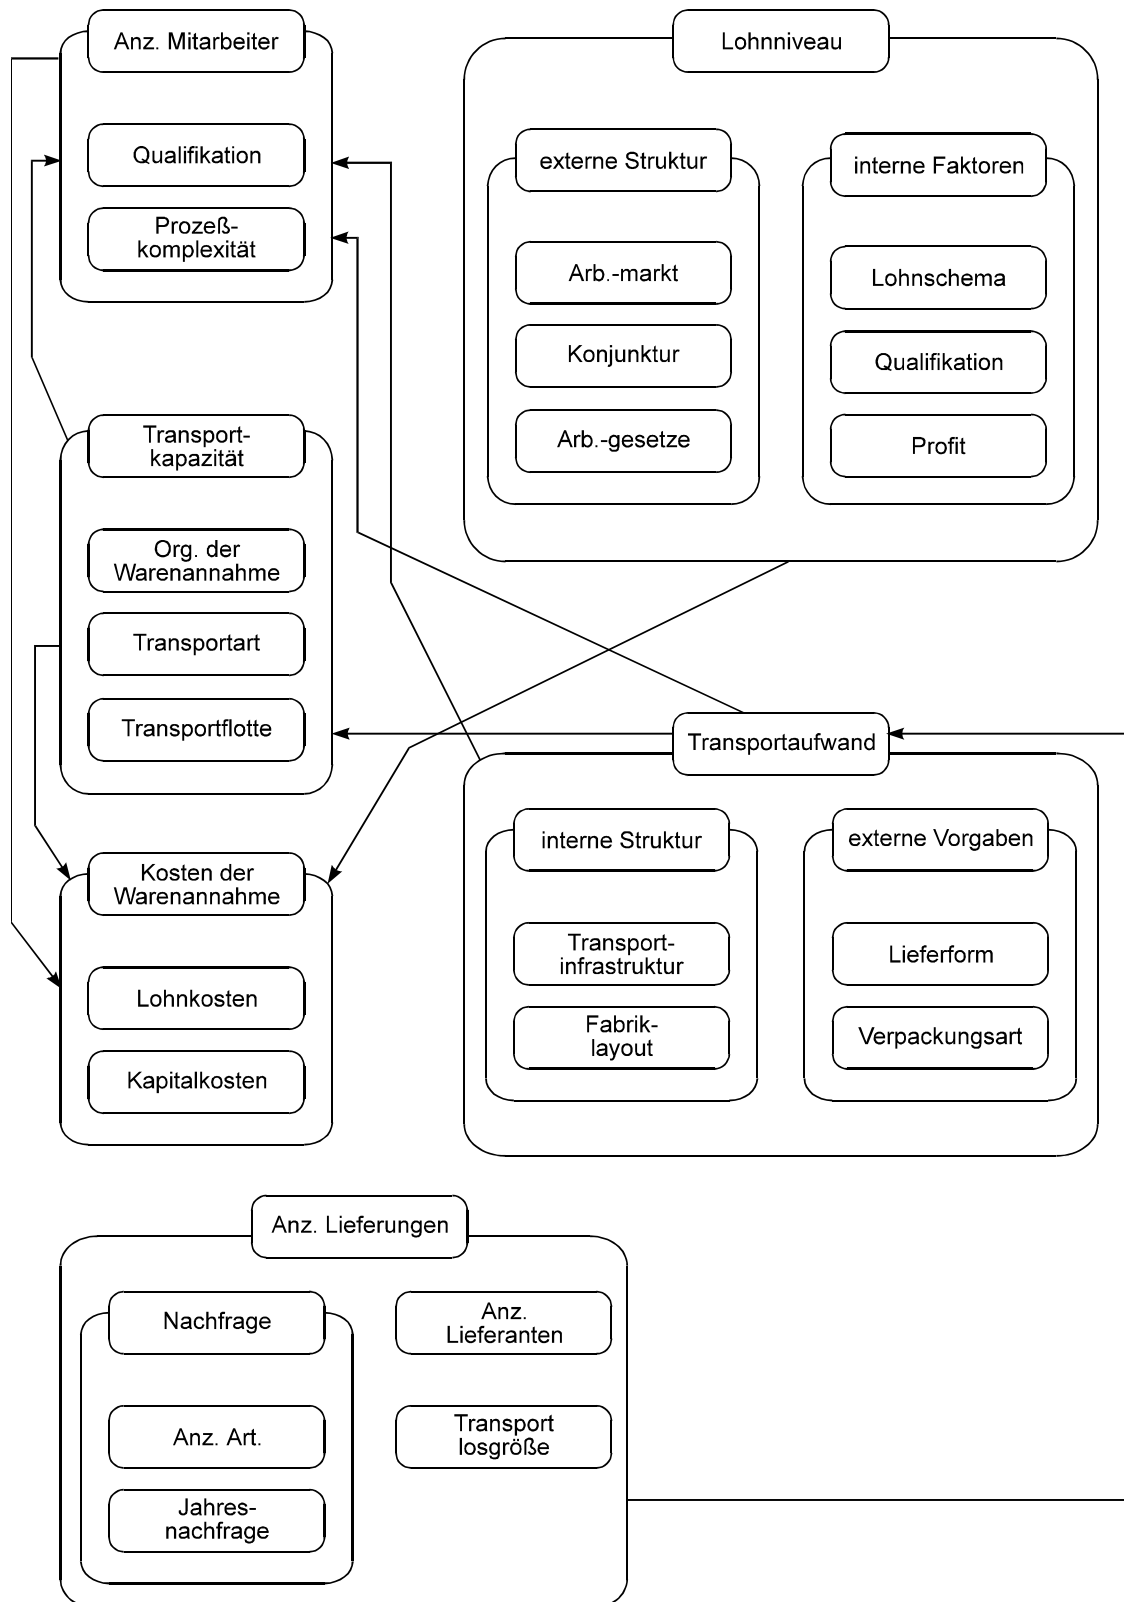 Anz. Mitarbeiter
Qualifikation
Prozeß-
komplexität
Lohnniveau
externe Struktur
Arb.-markt
Konjunktur
Arb.-gesetze
interne Faktoren
Lohnschema
Qualifikation
Profit
Transport-
kapazität
Org. der
Warenannahme
Transportart
Transportflotte
Kosten der
Warenannahme
Lohnkosten
Kapitalkosten
Transportaufwand
interne Struktur
Transport-
infrastruktur
Fabrik-
layout
externe Vorgaben
Lieferform
Verpackungsart
Anz. Lieferungen
Nachfrage
Anz. Art.
Jahres-
nachfrage
Anz.
Lieferanten
Transport
losgröße